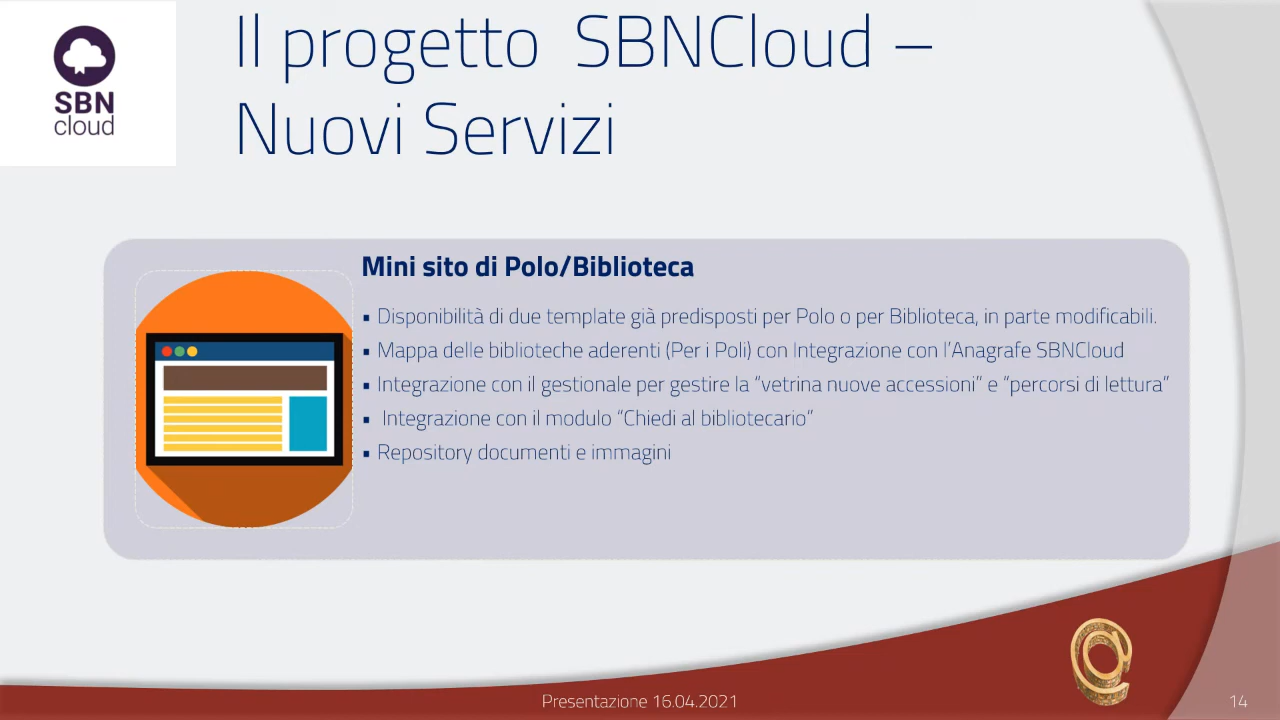 SBN
cloud
Il progetto SBNCloud –
Nuovi Servizi
Mini sito di Polo/Biblioteca
▪ Disponibilità di due template già predisposti per Polo o per Biblioteca, in parte modificabili.
▪ Mappa delle biblioteche aderenti (Per i Poli) con Integrazione con l’Anagrafe SBNCloud
▪ Integrazione con il gestionale per gestire la “vetrina nuove accessioni” e “percorsi di lettura”
▪ Integrazione con il modulo “Chiedi al bibliotecario”
▪ Repository documenti e immagini
Presentazione 16.04.2021
14